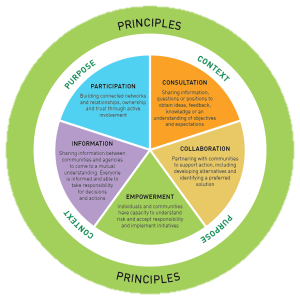 PRINCIPLES
PURPOSE
CONTEXT
PARTICIPATION
Building connected networks
and relationships, ownership
and trust through active
involvement
CONSULTATION
Sharing information,
questions or positions to
obtain ideas, feedback,
knowledge or an
understanding of objectives
and expectations
INFORMATION
Sharing information between
communities and agencies
to come to a mutual
understanding. Everyone
is informed and able to
take responsibility
for decisions
and actions
COLLABORATION
Partnering with communities
to support action, including
developing alternatives and
identifying a preferred
solution
EMPOWERMENT
Individuals and communities
have capacity to understand
risk and accept responsibility
and implement initiatives
CONTEXT
PURPOSE
PRINCIPLES